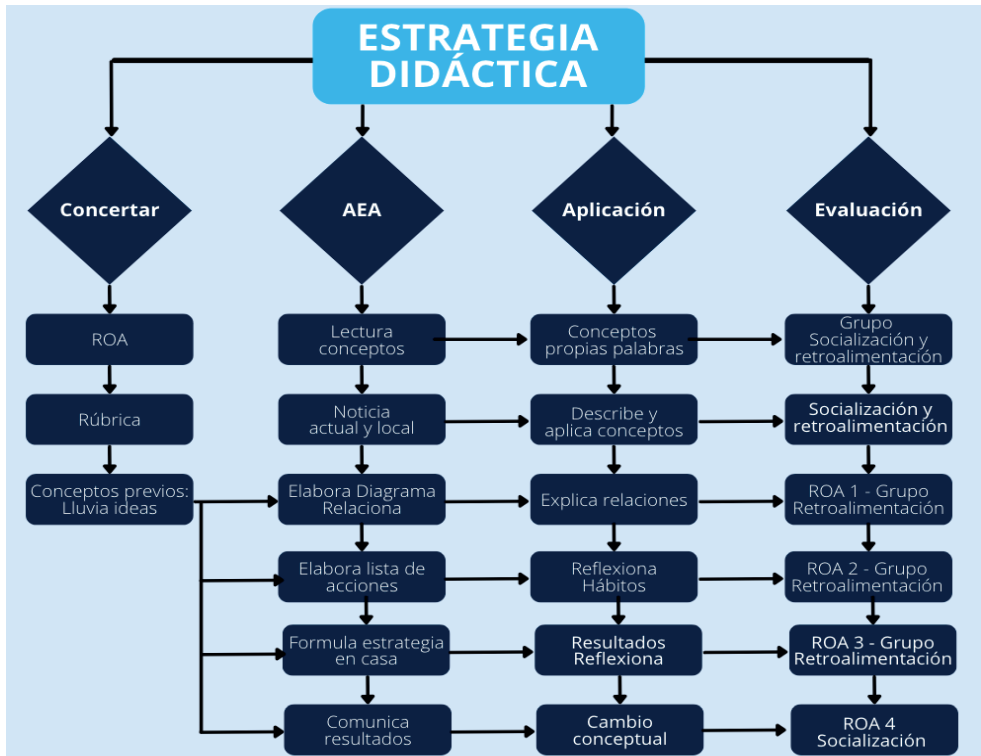 ESTRATEGIA
DIDÁCTICA
Concertar
AEA
Aplicación
Evaluación
ROA
Lectura
conceptos
Conceptos
propias palabras
Grupo
Socialización y
retroalimentación
Rúbrica
Noticia
actual y local
Describe y
aplica conceptos
Socialización y
retroalimentación
Conceptos previos:
Lluvia ideas
Elabora Diagrama
Relaciona
Explica relaciones
ROA 1 - Grupo
Retroalimentación
Elabora lista de
acciones
Reflexiona
Hábitos
ROA 2 - Grupo
Retroalimentación
Formula estrategia
en casa
Resultados
Reflexiona
ROA 3 - Grupo
Retroalimentación
Comunica
resultados
Cambio
conceptual
ROA 4
Socialización